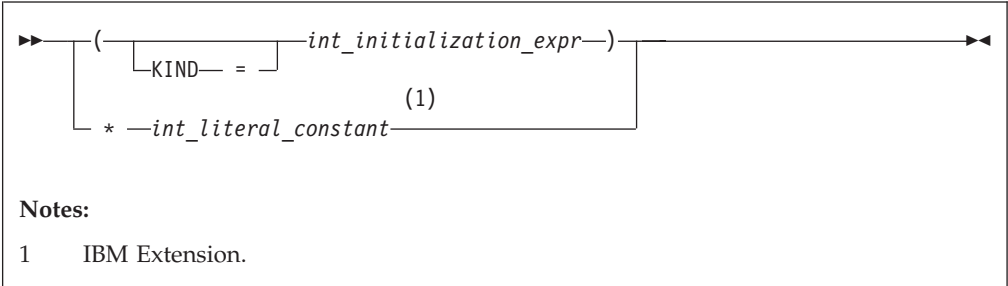 ( int_initialization_expr )
KIND =
(1)
* int_literal_constant
Notes:
1 IBM Extension.